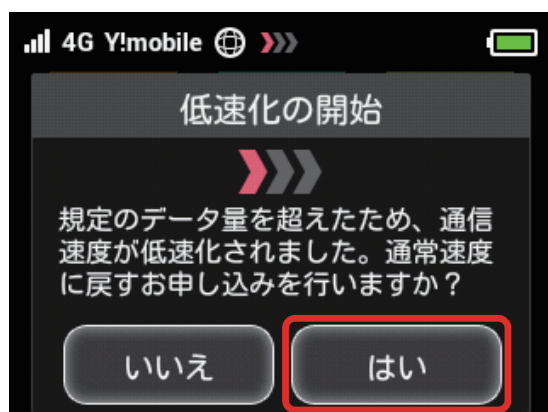 4G Y!mobile
低速化の開始
規定のデータ量を超えたため、通信
速度が低速化されました。通常速度
に戻すお申し込みを行いますか？
いいえ はい